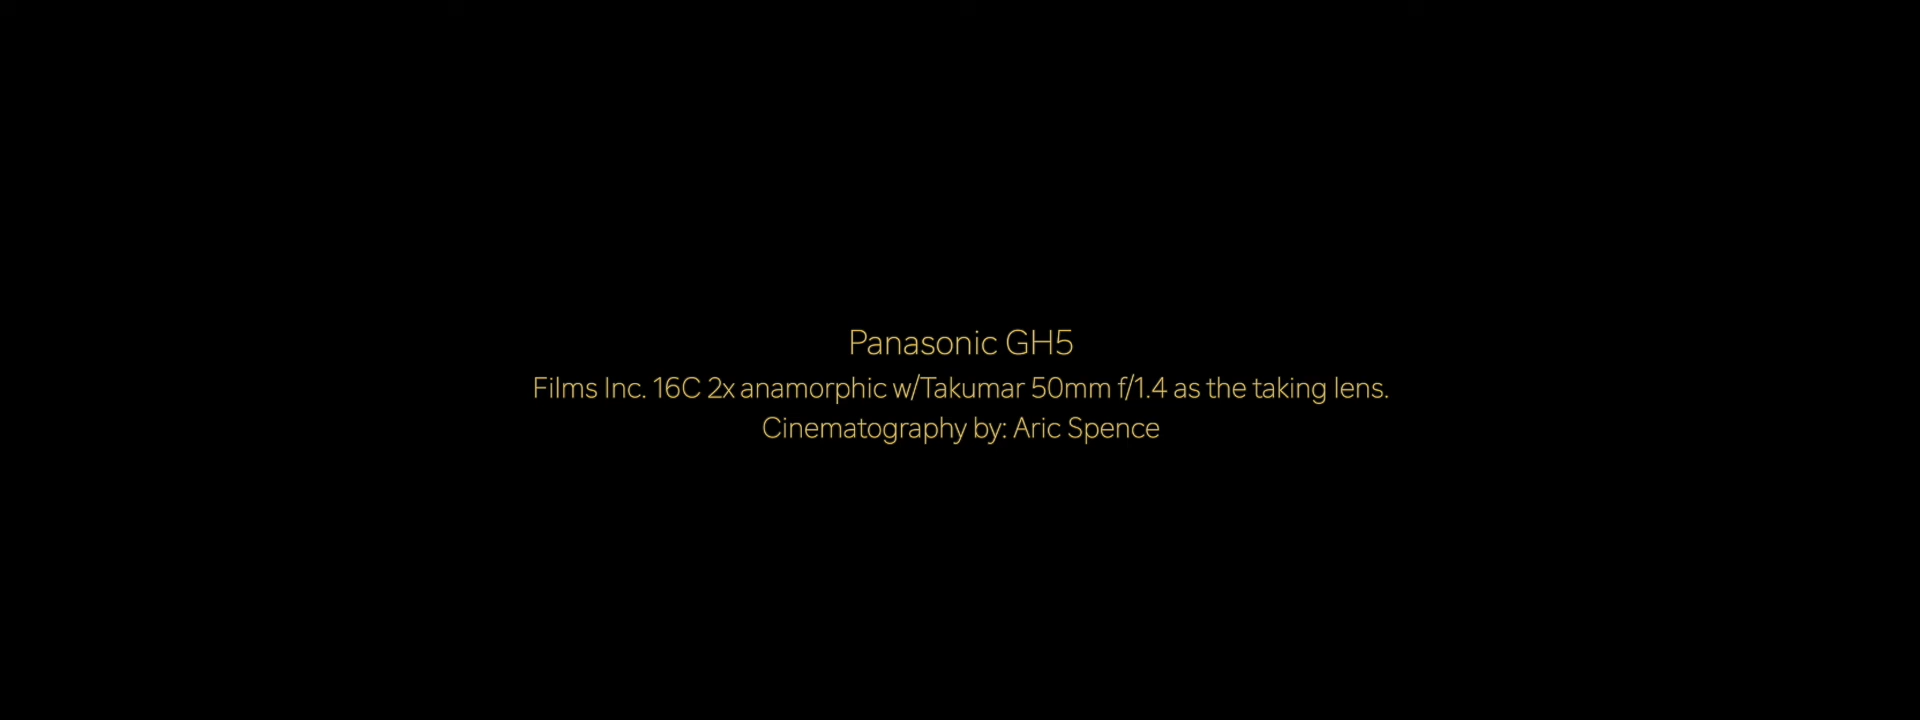 Panasonic GH5
Films Inc. 16C 2x anamorphic w/Takumar 50mm f/1.4 as the taking lens.
Cinematography by: Aric Spence